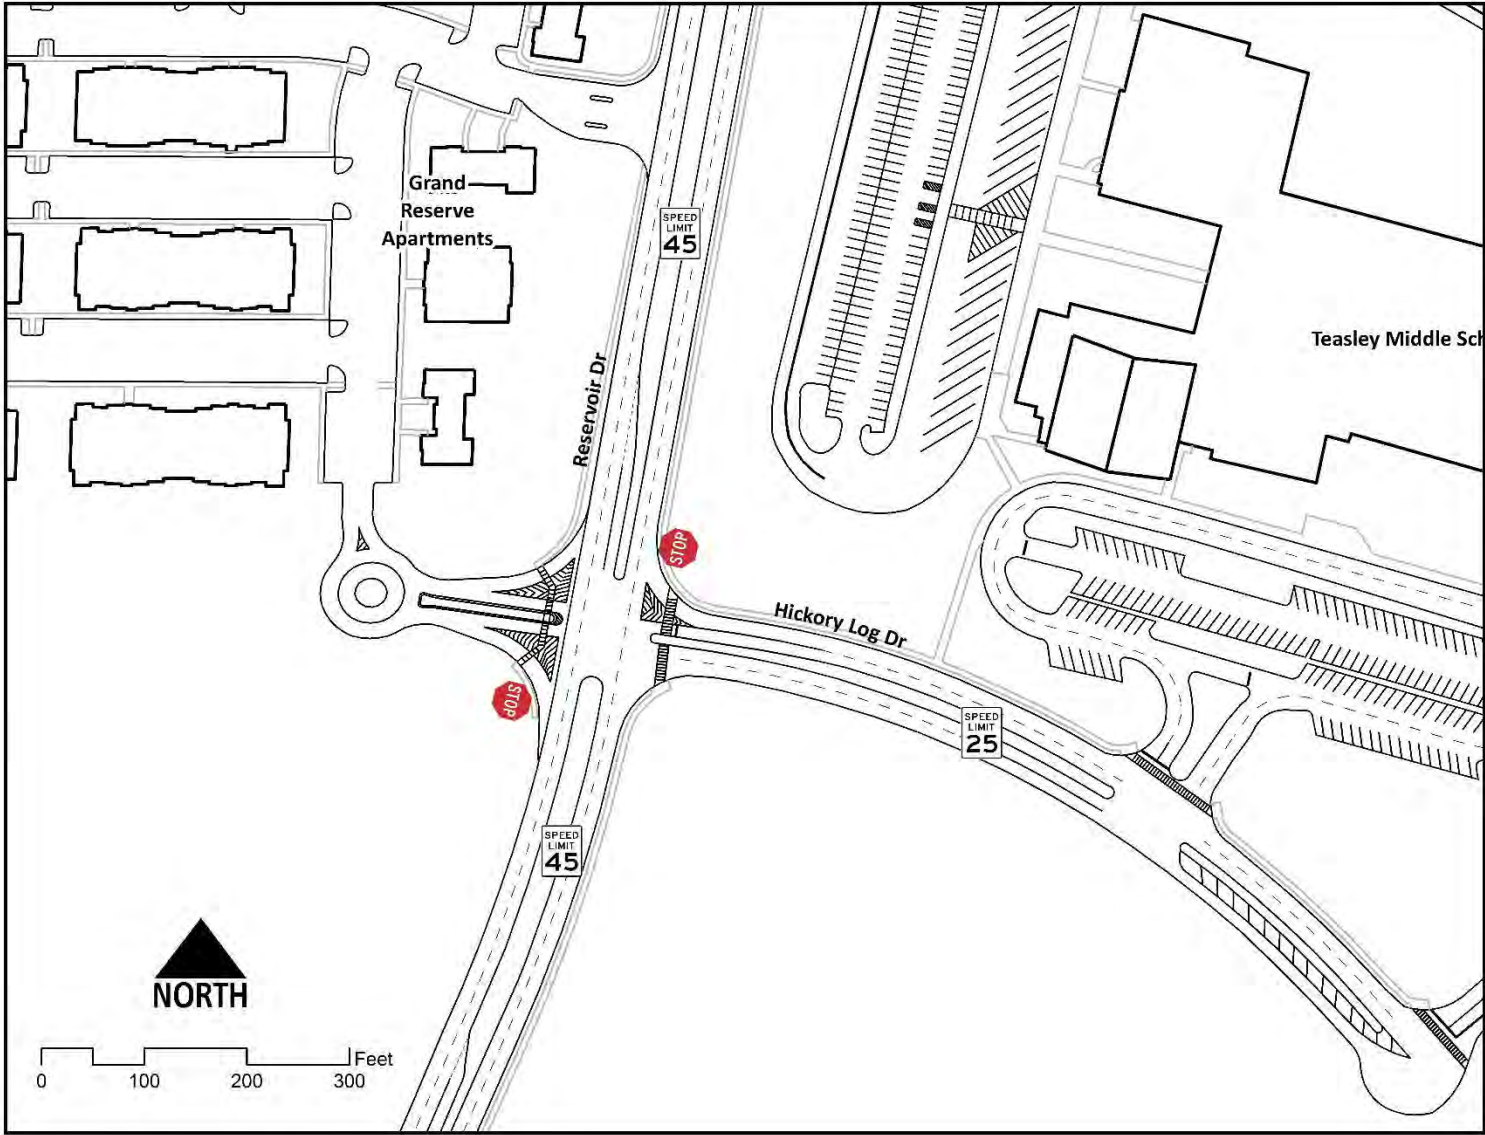 Grand
Reserve
Apartments
SPEED
LIMIT
45
Teasley Middle Sch
Reservoir Dr
STOP
Hickory Log Dr
STOP
SPEED
LIMIT
25
SPEED
LIMIT
45
NORTH
Feet
0 100 200 300